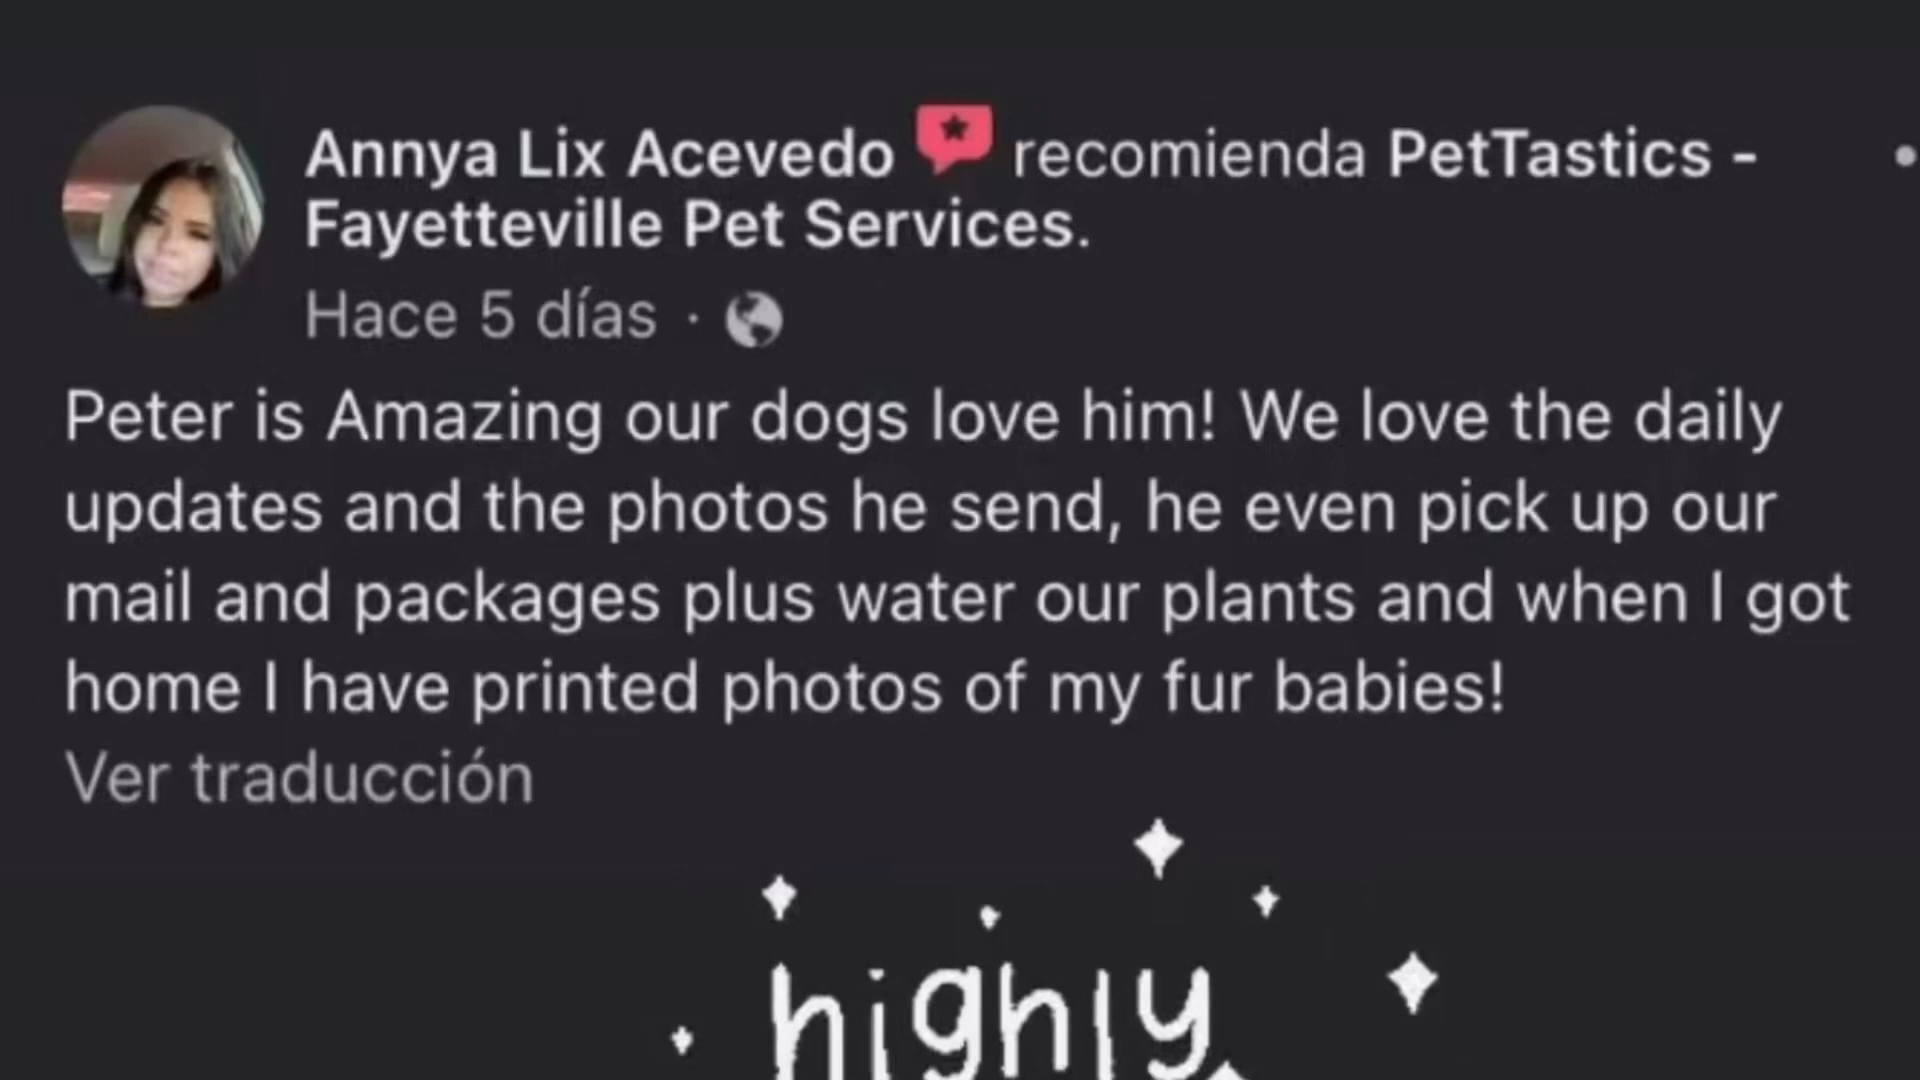 Annya Lix Acevedo recomienda PetTastics -
Fayetteville Pet Services.
Hace 5 días ·
Peter is Amazing our dogs love him! We love the daily
updates and the photos he send, he even pick up our
mail and packages plus water our plants and when I got
home I have printed photos of my fur babies!
Ver traducción
highly